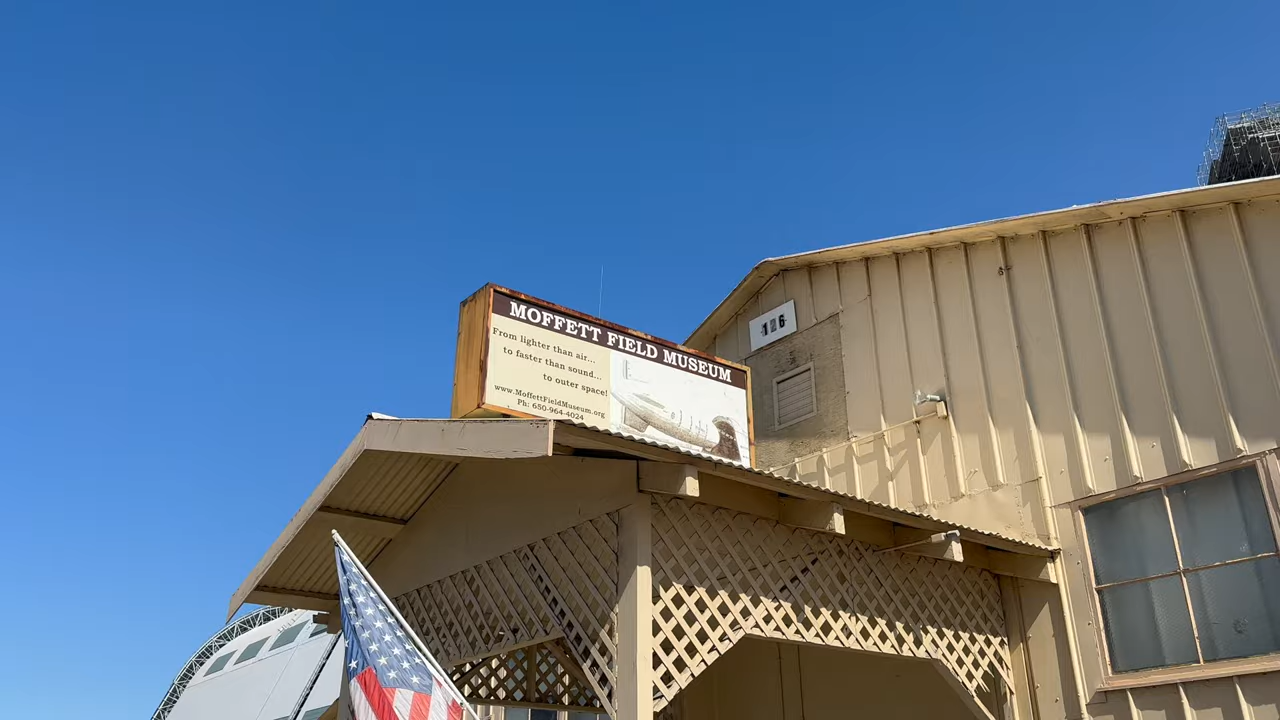 MOFFETT FIELD MUSEUM
From lighter than air...
to faster than sound...
to outer space!
www.MoffettFieldMuseum.org
Ph: 650-964-4024
126